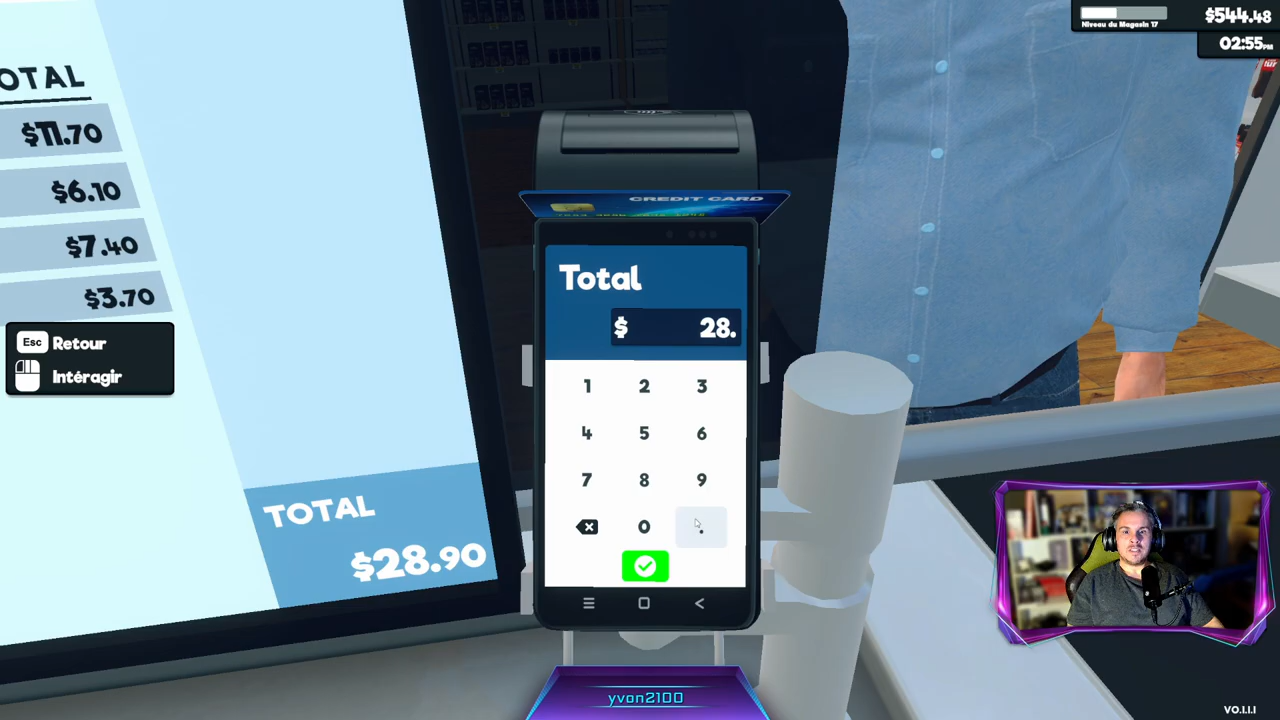 OTAL
$11.70
$6.10
$7.40
$3.70
Esc Retour
Intéragir
TOTAL
$28.90
CREDIT CARD
Total
$ 28.
1 2 3
4 5 6
7 8 9
0 .
yvon2100
$544.48
Niveau du Magasin 17
02:55PM
V0.1.1.1